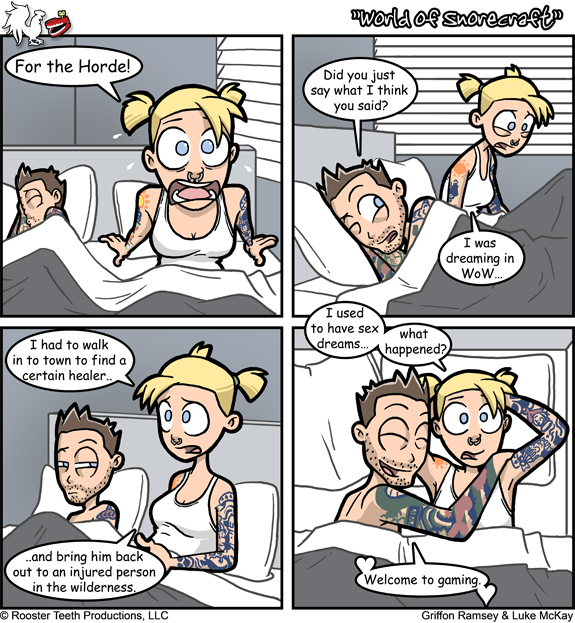 "World of Snorecraft"
For the Horde!
Did you just
say what I think
you said?
I was
dreaming in
WoW...
I had to walk
in to town to find a
certain healer..
..and bring him back
out to an injured person
in the wilderness.
I used
to have sex
dreams...
what
happened?
Welcome to gaming.
© Rooster Teeth Productions, LLC
Griffon Ramsey & Luke McKay